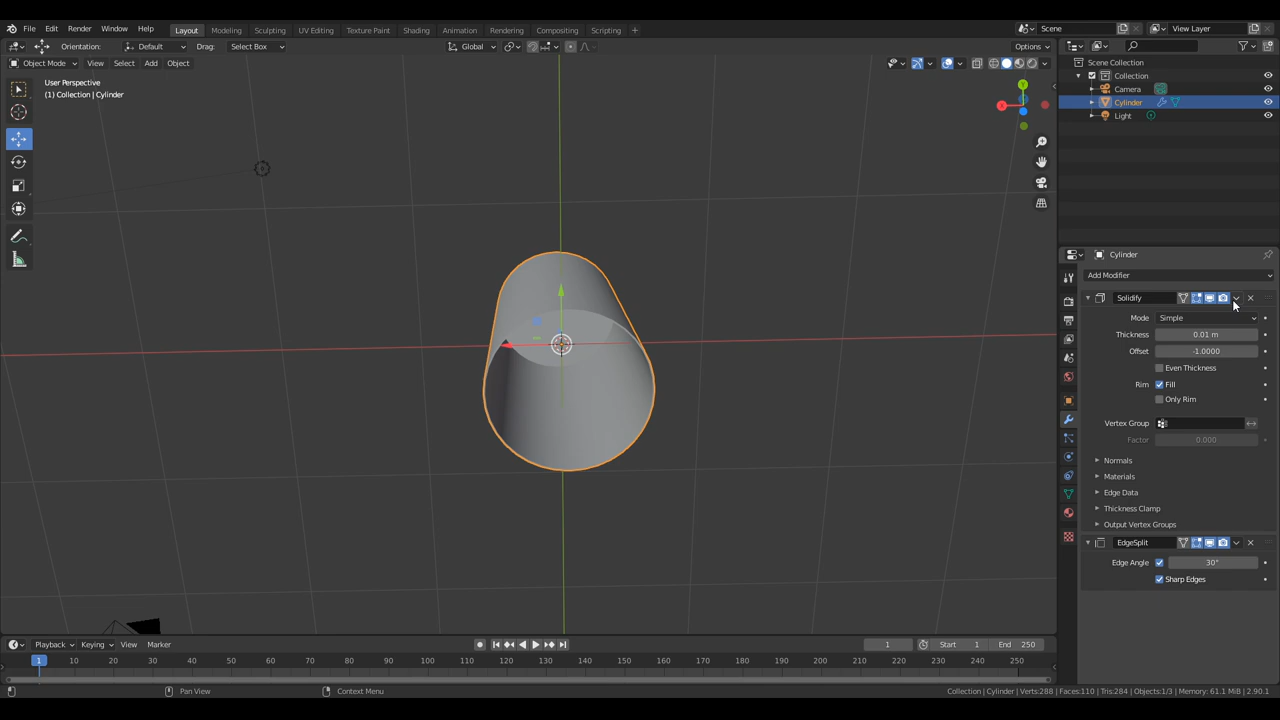 File Edit Render Window Help Layout Modeling Sculpting UV Editing Texture Paint Shading Animation Rendering Compositing Scripting + Scene View Layer
Orientation: Default Drag: Select Box Global Options
Object Mode View Select Add Object
User Perspective
(1) Collection | Cylinder
Scene Collection
Collection
Camera
Cylinder
Light
X
Y
Cylinder
Add Modifier
Solidify
Mode Simple
Thickness 0.01 m
Offset -1.0000
Even Thickness
Rim Fill
Only Rim
Vertex Group
Factor 0.000
Normals
Materials
Edge Data
Thickness Clamp
Output Vertex Groups
EdgeSplit
Edge Angle 30°
Sharp Edges
Playback Keying View Marker 1 Start 1 End 250
1 10 20 30 40 50 60 70 80 90 100 110 120 130 140 150 160 170 180 190 200 210 220 230 240 250
Pan View Context Menu Collection | Cylinder | Verts:288 | Faces:110 | Tris:284 | Objects:1/3 | Memory: 61.1 MiB | 2.90.1